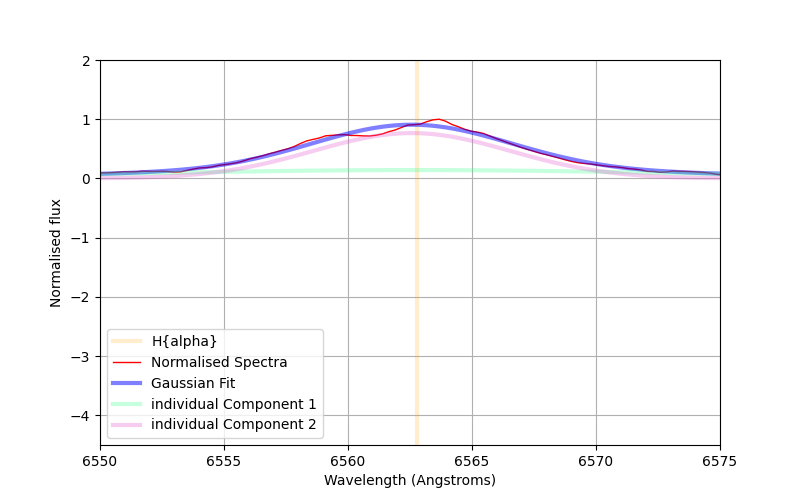 2
1
0
−1
−2
−3
−4
Normalised flux
H{alpha}
Normalised Spectra
Gaussian Fit
individual Component 1
individual Component 2
6550 6555 6560 6565 6570 6575
Wavelength (Angstroms)